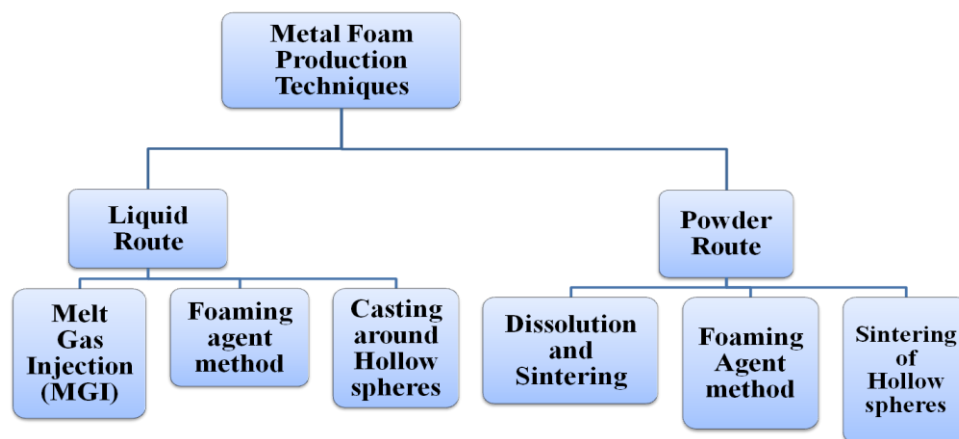 Metal Foam
Production
Techniques
Liquid
Route
Powder
Route
Melt
Gas
Injection
(MGI)
Foaming
agent
method
Casting
around
Hollow
spheres
Dissolution
and
Sintering
Foaming
Agent
method
Sintering
of
Hollow
spheres